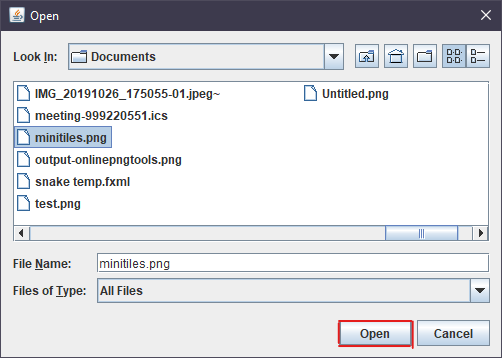 Open
Look In: Documents
IMG_20191026_175055-01.jpeg~
meeting-999220551.ics
minitiles.png
output-onlinepngtools.png
snake temp.fxml
test.png
Untitled.png
File Name: minitiles.png
Files of Type: All Files
Open Cancel